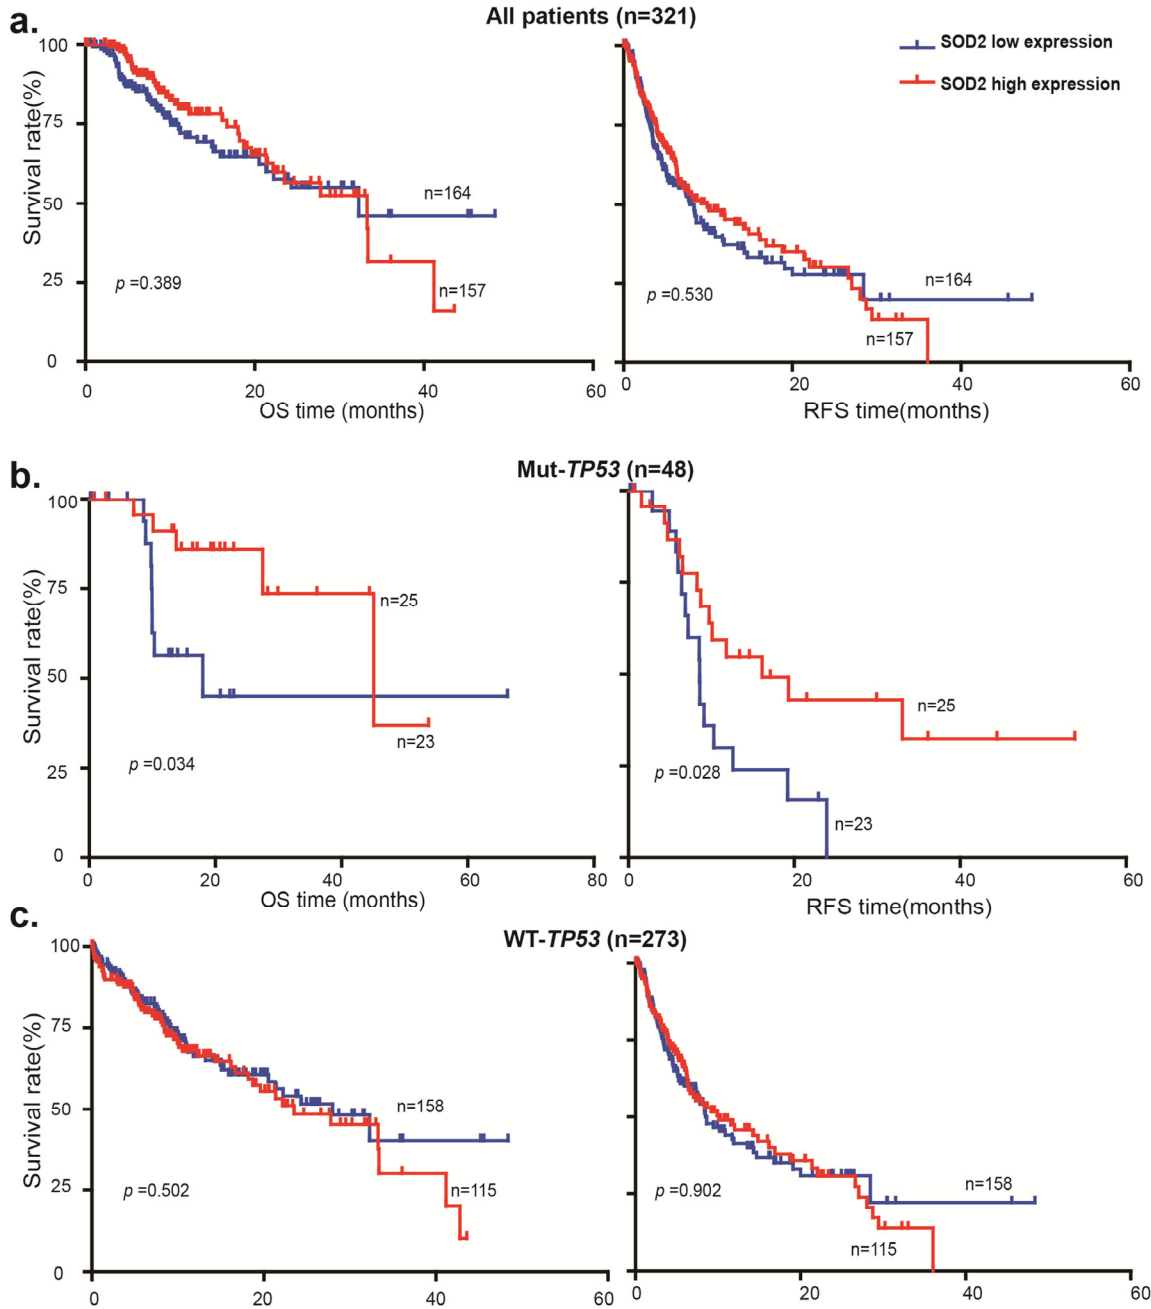 a.
All patients (n=321)
SOD2 low expression
SOD2 high expression
Survival rate(%)
100
75
50
25
0
n=164
n=157
p =0.389
0 20 40 60
OS time (months)
n=164
n=157
p =0.530
0 20 40 60
RFS time(months)
b.
Mut-TP53 (n=48)
Survival rate(%)
100
75
50
25
0
n=25
n=23
p =0.034
0 20 40 60 80
OS time (months)
n=25
n=23
p =0.028
0 20 40 60
RFS time(months)
c.
WT-TP53 (n=273)
Survival rate(%)
100
75
50
25
0
n=158
n=115
p =0.502
0 20 40 60
n=158
n=115
p =0.902
0 20 40 60